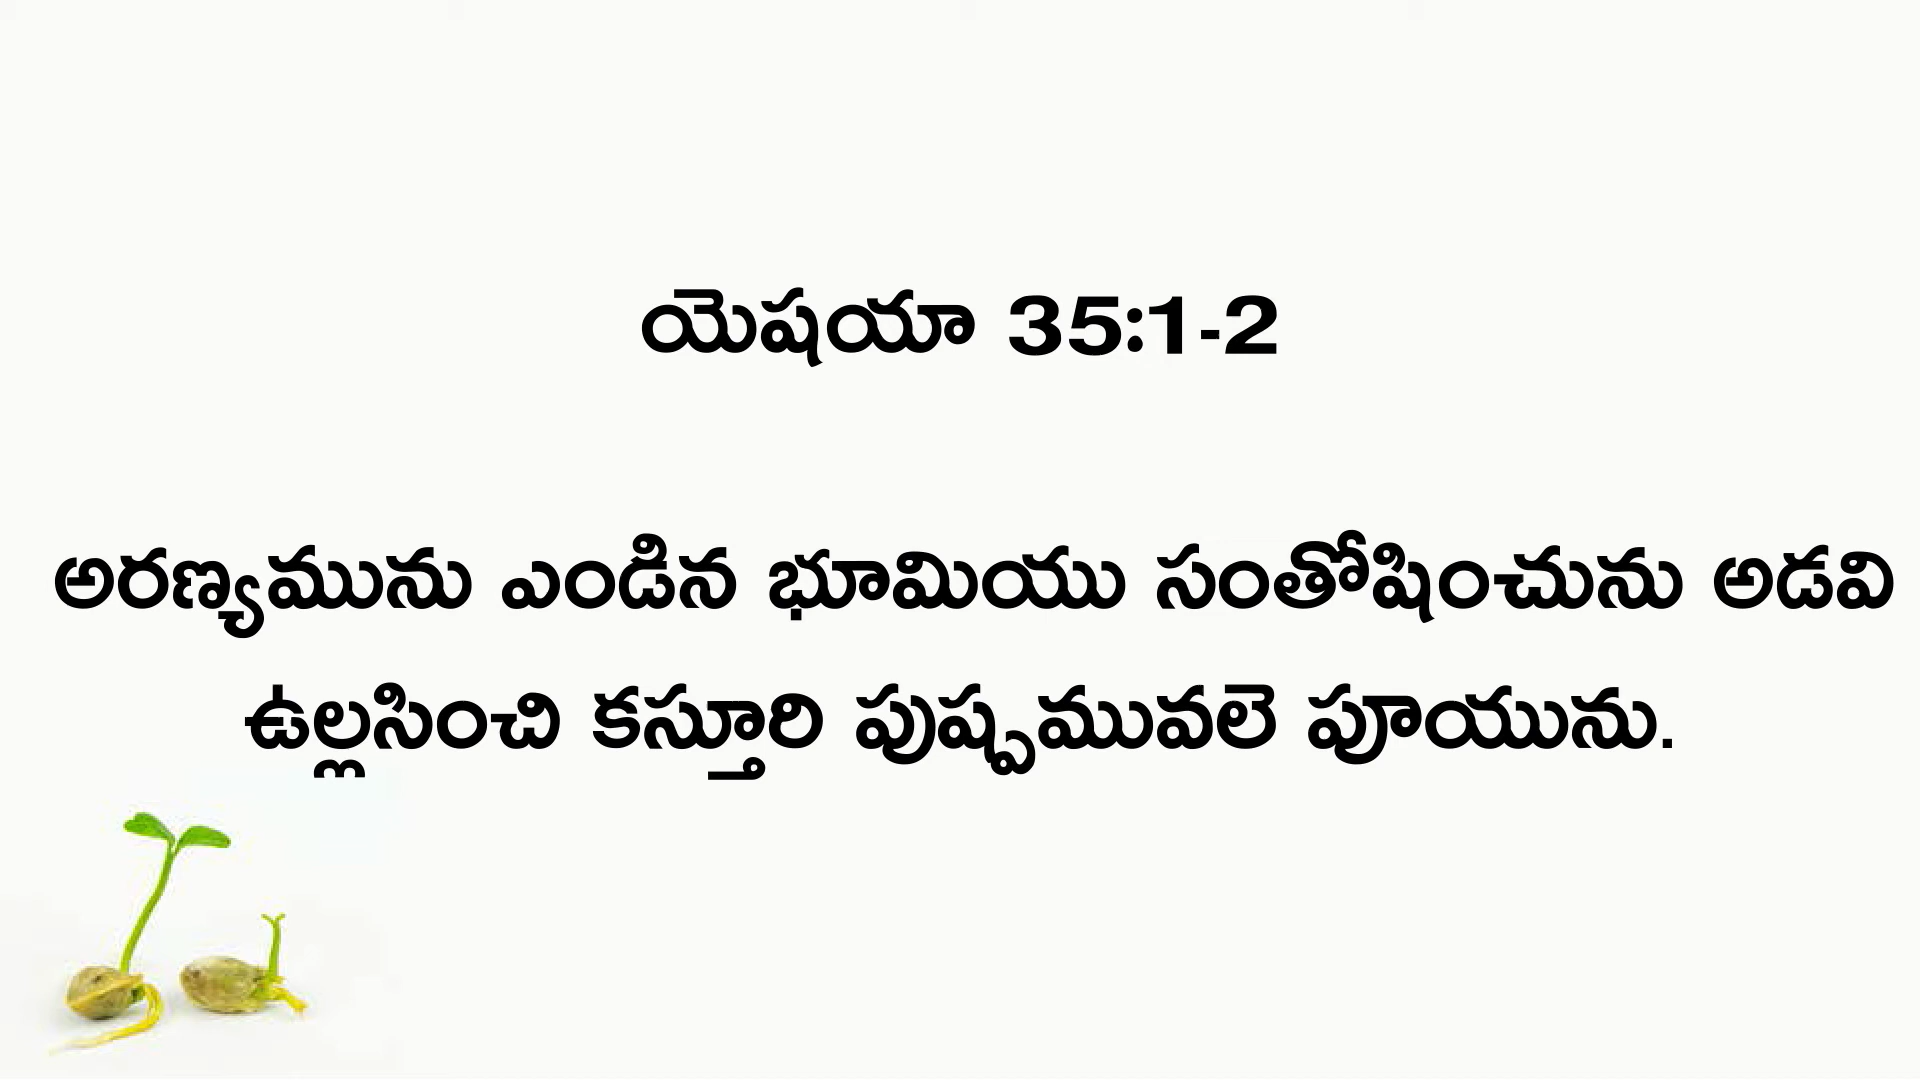 యెషయా 35:1-2
అరణ్యమును ఎండిన భూమియు సంతోషించును అడవి
ఉల్లసించి కస్తూరి పుష్పమువలె పూయును.